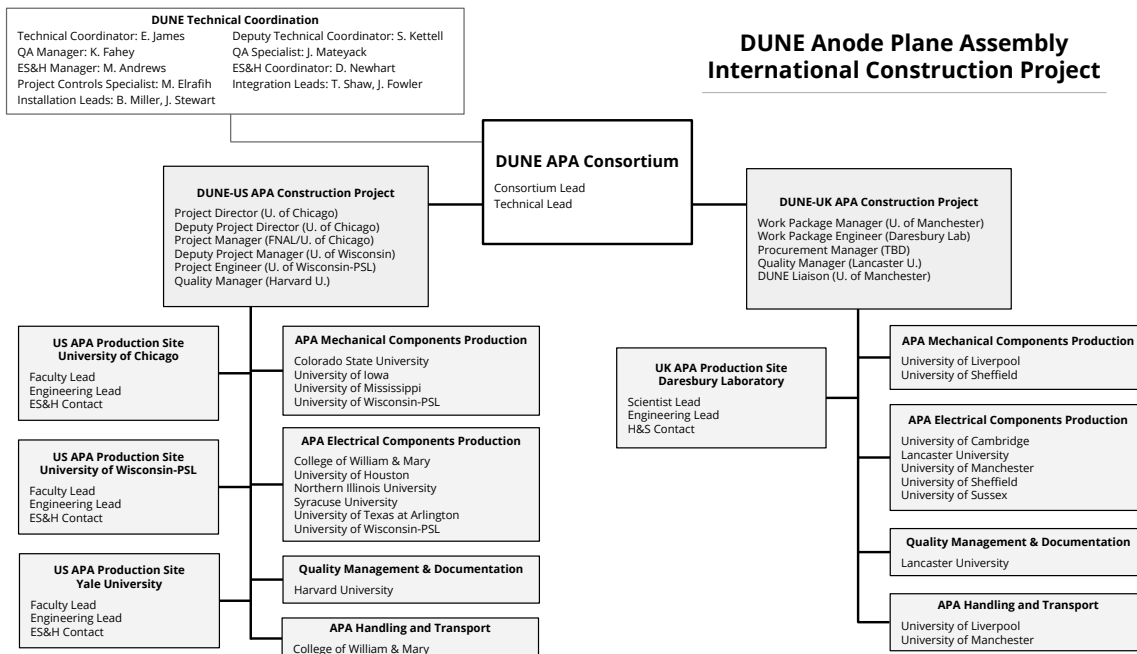 DUNE Technical Coordination
Technical Coordinator: E. James
Deputy Technical Coordinator: S. Kettell
QA Manager: K. Fahey
QA Specialist: J. Mateyack
ES&H Manager: M. Andrews
ES&H Coordinator: D. Newhart
Project Controls Specialist: M. Elrafih
Integration Leads: T. Shaw, J. Fowler
Installation Leads: B. Miller, J. Stewart
DUNE Anode Plane Assembly
International Construction Project
DUNE APA Consortium
Consortium Lead
Technical Lead
DUNE-US APA Construction Project
Project Director (U. of Chicago)
Deputy Project Director (U. of Chicago)
Project Manager (FNAL/U. of Chicago)
Deputy Project Manager (U. of Wisconsin)
Project Engineer (U. of Wisconsin-PSL)
Quality Manager (Harvard U.)
DUNE-UK APA Construction Project
Work Package Manager (U. of Manchester)
Work Package Engineer (Daresbury Lab)
Procurement Manager (TBD)
Quality Manager (Lancaster U.)
DUNE Liaison (U. of Manchester)
US APA Production Site
University of Chicago
Faculty Lead
Engineering Lead
ES&H Contact
US APA Production Site
University of Wisconsin-PSL
Faculty Lead
Engineering Lead
ES&H Contact
US APA Production Site
Yale University
Faculty Lead
Engineering Lead
ES&H Contact
APA Mechanical Components Production
Colorado State University
University of Iowa
University of Mississippi
University of Wisconsin-PSL
APA Electrical Components Production
College of William & Mary
University of Houston
Northern Illinois University
Syracuse University
University of Texas at Arlington
University of Wisconsin-PSL
Quality Management & Documentation
Harvard University
APA Handling and Transport
College of William & Mary
UK APA Production Site
Daresbury Laboratory
Scientist Lead
Engineering Lead
H&S Contact
APA Mechanical Components Production
University of Liverpool
University of Sheffield
APA Electrical Components Production
University of Cambridge
Lancaster University
University of Manchester
University of Sheffield
University of Sussex
Quality Management & Documentation
Lancaster University
APA Handling and Transport
University of Liverpool
University of Manchester